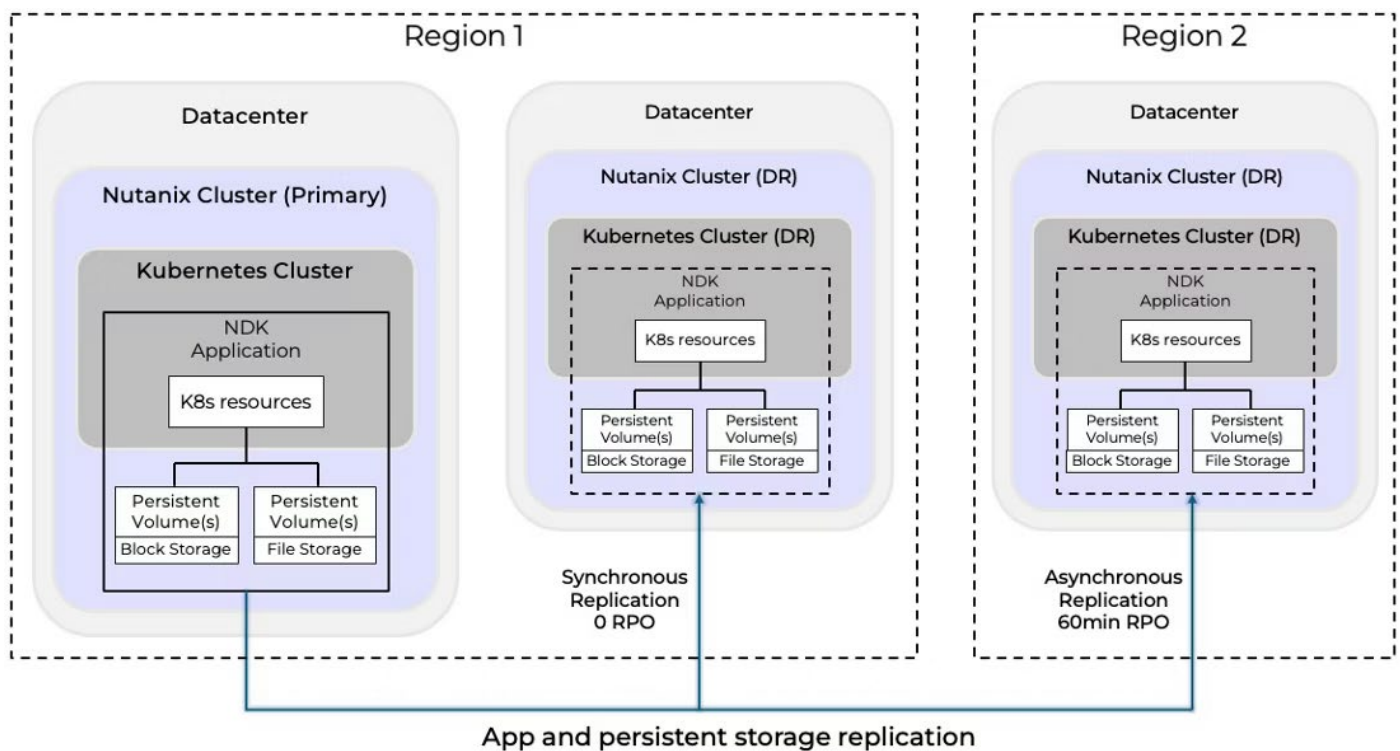 Region 1
Datacenter
Nutanix Cluster (Primary)
Kubernetes Cluster
NDK
Application
K8s resources
Persistent
Volume(s)
Block Storage
Persistent
Volume(s)
File Storage
Datacenter
Nutanix Cluster (DR)
Kubernetes Cluster (DR)
NDK
Application
K8s resources
Persistent
Volume(s)
Block Storage
Persistent
Volume(s)
File Storage
Synchronous
Replication
0 RPO
Region 2
Datacenter
Nutanix Cluster (DR)
Kubernetes Cluster (DR)
NDK
Application
K8s resources
Persistent
Volume(s)
Block Storage
Persistent
Volume(s)
File Storage
Asynchronous
Replication
60min RPO
App and persistent storage replication